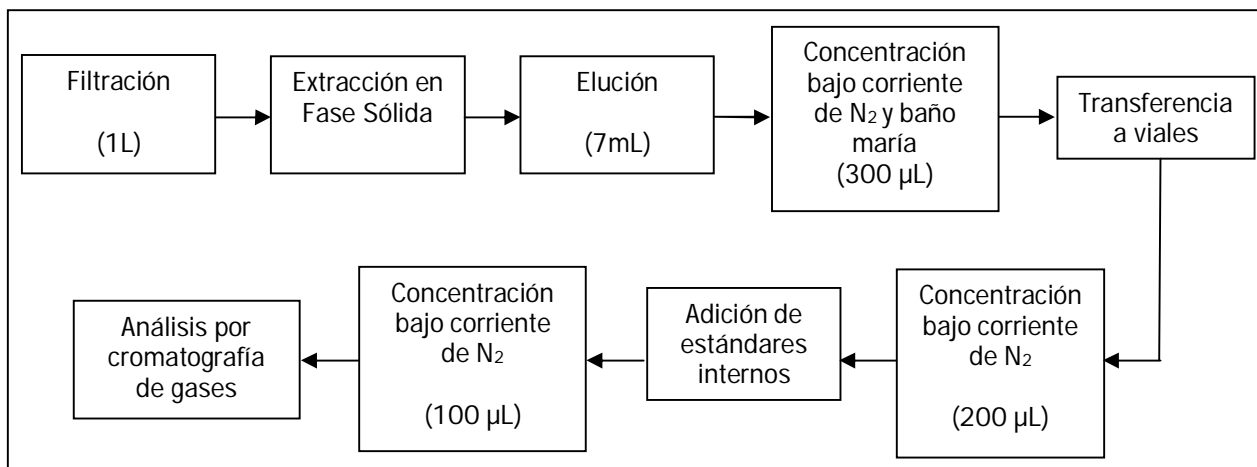 Filtración
(1L)
Extracción en
Fase Sólida
Elución
(7mL)
Concentración
bajo corriente
de N2 y baño
maría
(300 µL)
Transferencia
a viales
Concentración
bajo corriente
de N2
(200 µL)
Adición de
estándares
internos
Concentración
bajo corriente
de N2
(100 µL)
Análisis por
cromatografía
de gases